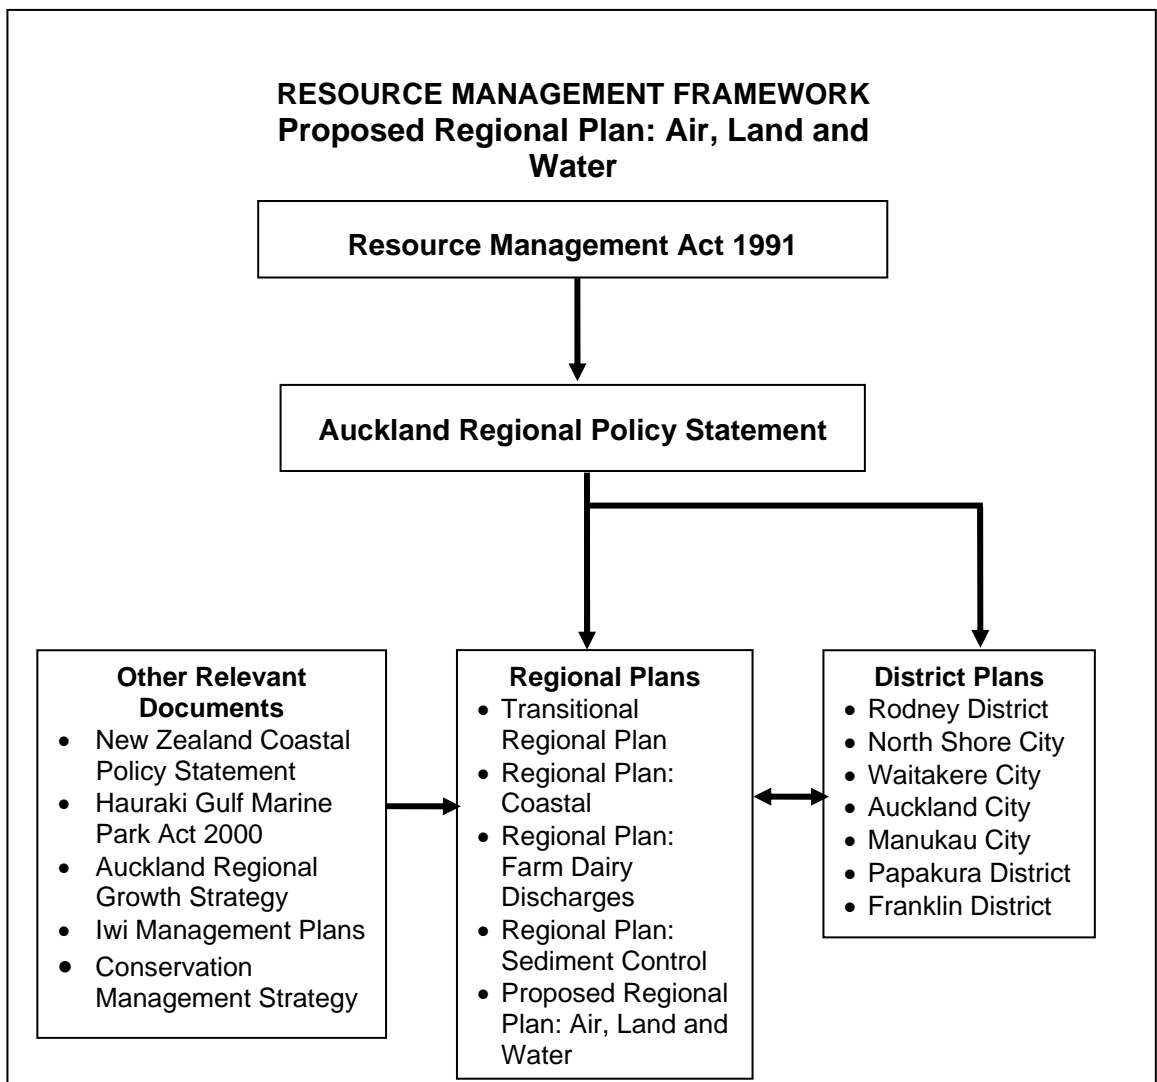 RESOURCE MANAGEMENT FRAMEWORK
Proposed Regional Plan: Air, Land and
Water
Resource Management Act 1991
Auckland Regional Policy Statement
Other Relevant
Documents
• New Zealand Coastal
Policy Statement
• Hauraki Gulf Marine
Park Act 2000
• Auckland Regional
Growth Strategy
• Iwi Management Plans
• Conservation
Management Strategy
Regional Plans
• Transitional
Regional Plan
• Regional Plan:
Coastal
• Regional Plan:
Farm Dairy
Discharges
• Regional Plan:
Sediment Control
• Proposed Regional
Plan: Air, Land and
Water
District Plans
• Rodney District
• North Shore City
• Waitakere City
• Auckland City
• Manukau City
• Papakura District
• Franklin District